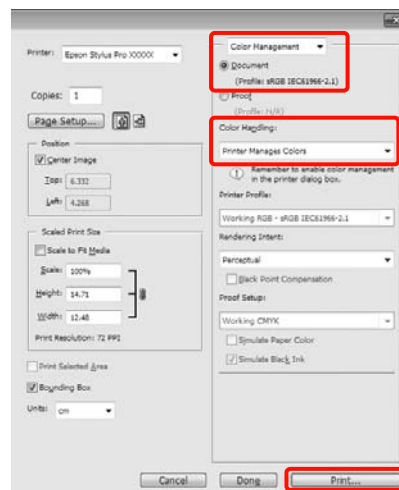 Printer: Epson Stylus Pro XXXXX
Copies: 1
Page Setup...
Position
Center Image
Top: 6.332
Left: 4.268
Scaled Print Size
Scale to Fit Media
Scale: 100%
Height: 14.71
Width: 12.48
Print Resolution: 72 PPI
Print Selected Area
Bounding Box
Units: cm
Color Management
Document
(Profile: sRGB IEC61966-2.1)
Proof
(Profile: N/A)
Color Handling:
Printer Manages Colors
Remember to enable color management
in the printer dialog box.
Printer Profile:
Working RGB - sRGB IEC61966-2.1
Rendering Intent:
Perceptual
Black Point Compensation
Proof Setup:
Working CMYK
Simulate Paper Color
Simulate Black Ink
Cancel
Done
Print...